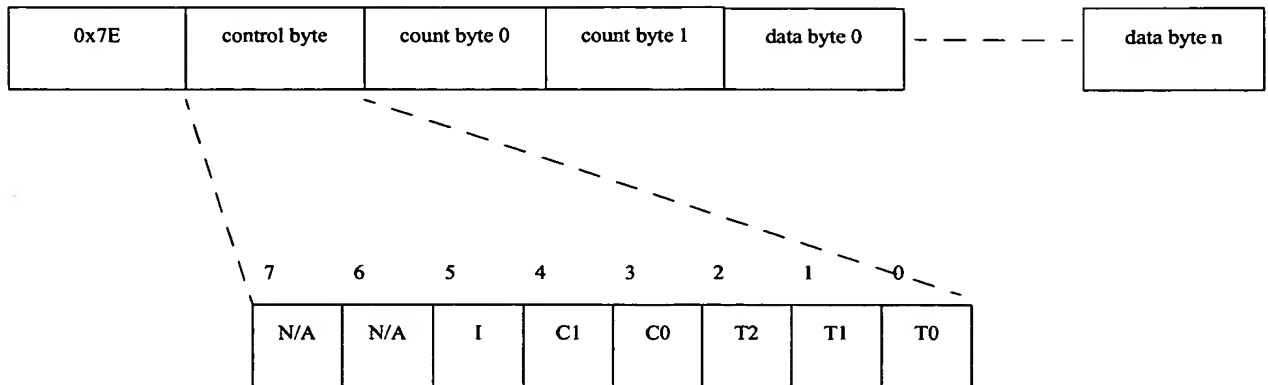 0x7E control byte count byte 0 count byte 1 data byte 0 data byte n
7 6 5 4 3 2 1 0
N/A N/A I C1 C0 T2 T1 T0